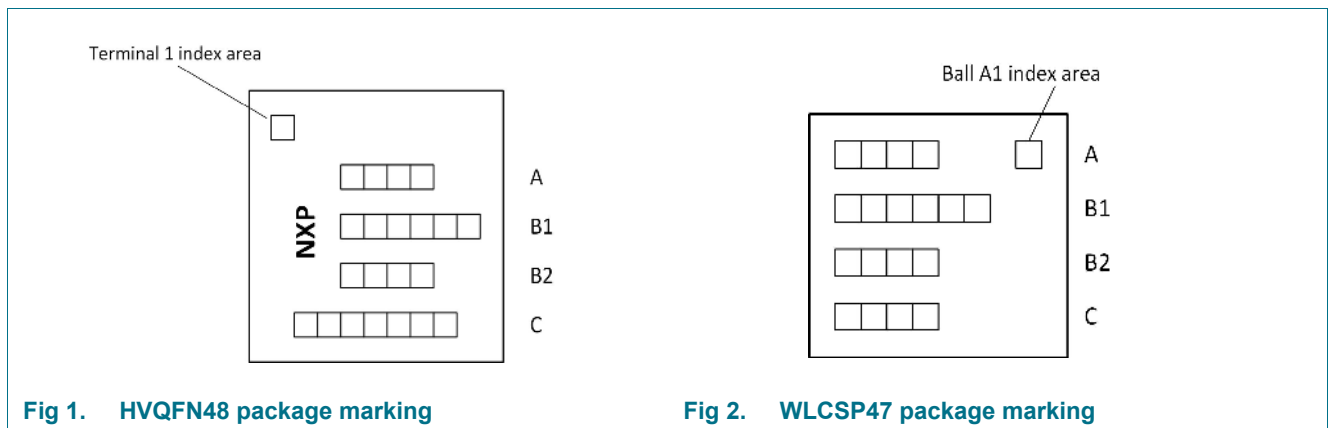 Terminal 1 index area
NXP
A
B1
B2
C
Fig 1. HVQFN48 package marking
Ball A1 index area
A
B1
B2
C
Fig 2. WLCSP47 package marking